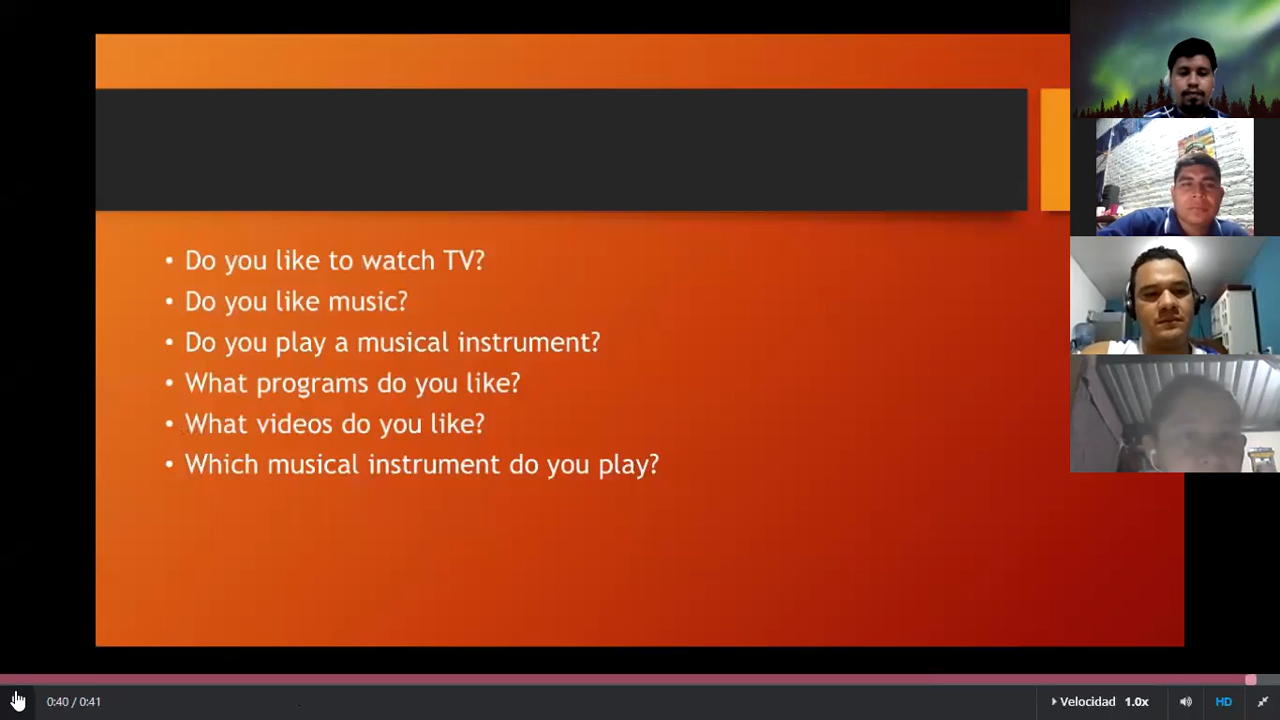 • Do you like to watch TV?
• Do you like music?
• Do you play a musical instrument?
• What programs do you like?
• What videos do you like?
• Which musical instrument do you play?
0:40 / 0:41
Velocidad 1.0x
HD